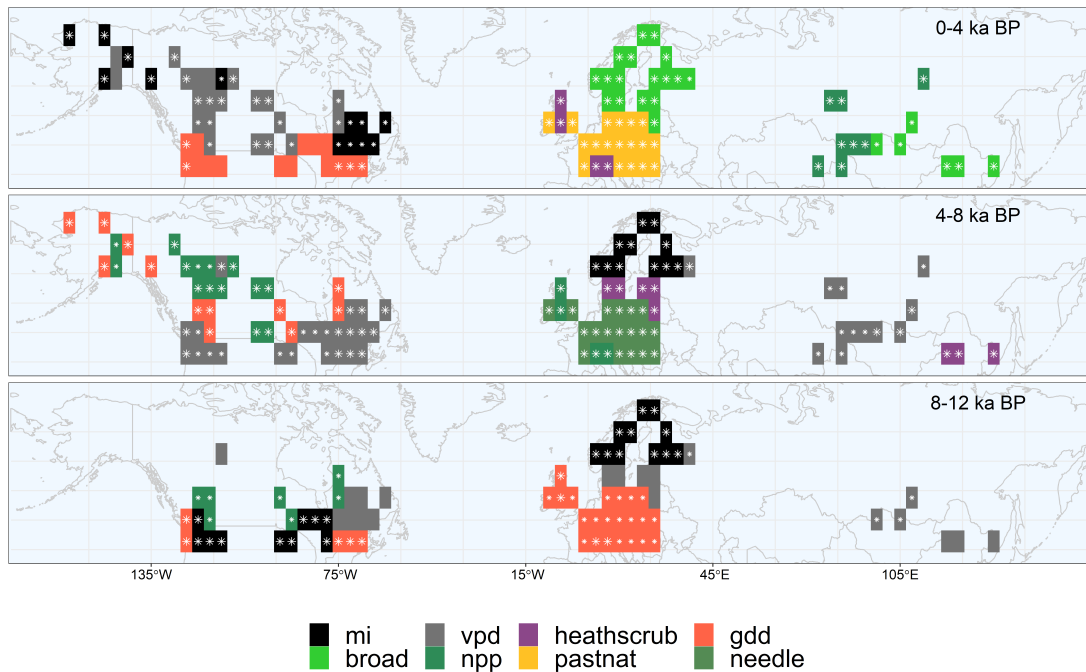 0-4 ka BP
4-8 ka BP
8-12 ka BP
135°W 75°W 15°W 45°E 105°E
mi vpd heathscrub gdd
broad npp pastnat needle